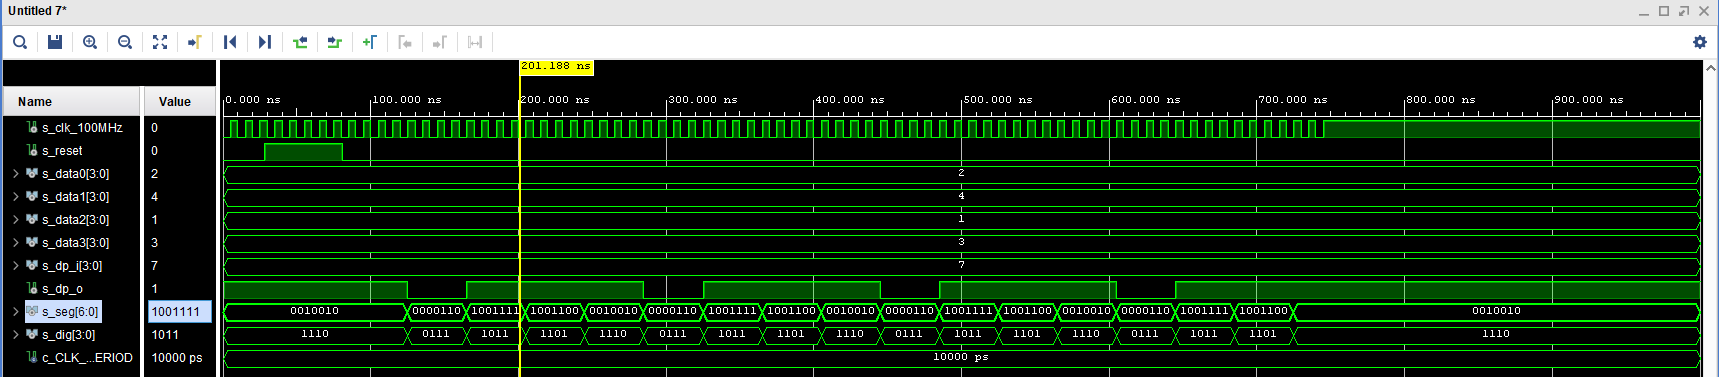 Untitled 7*
201.188 ns
Name Value
0.000 ns 100.000 ns 200.000 ns 300.000 ns 400.000 ns 500.000 ns 600.000 ns 700.000 ns 800.000 ns 900.000 ns
s_clk_100MHz 0
s_reset 0
s_data0[3:0] 2 2
s_data1[3:0] 4 4
s_data2[3:0] 1 1
s_data3[3:0] 3 3
s_dp_i[3:0] 7 7
s_dp_o 1
s_seg[6:0] 1001111 0010010 0000110 1001111 1001100 0010010 0000110 1001111 1001100 0010010 0000110 1001111 1001100 0010010 0000110 1001111 1001100 0010010
s_dig[3:0] 1011 1110 0111 1011 1101 1110 0111 1011 1101 1110 0111 1011 1101 1110 0111 1011 1101 1110
c_CLK_...ERIOD 10000 ps 10000 ps